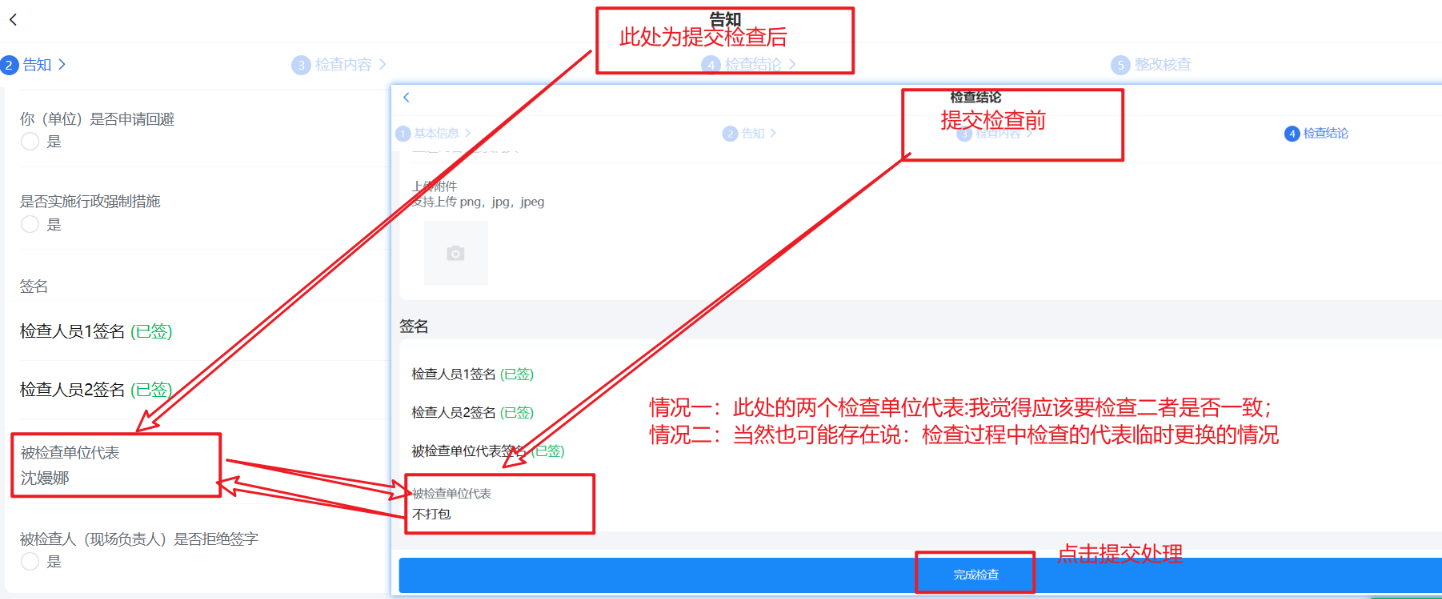 告知
此处为提交检查后
2 告知
3 检查内容
4 检查结论
5 整改核查
你（单位）是否申请回避
是
是否实施行政强制措施
是
签名
检查人员1签名 (已签)
检查人员2签名 (已签)
被检查单位代表
沈嫚娜
被检查人（现场负责人）是否拒绝签字
是
检查结论
提交检查前
1 基本信息
2 告知
3 检查内容
4 检查结论
上传附件
支持上传 png，jpg，jpeg
签名
检查人员1签名 (已签)
检查人员2签名 (已签)
被检查单位代表签名 (已签)
被检查单位代表
不打包
情况一：此处的两个检查单位代表·我觉得应该要检查二者是否一致；
情况二：当然也可能存在说：检查过程中检查的代表临时更换的情况
完成检查
点击提交处理